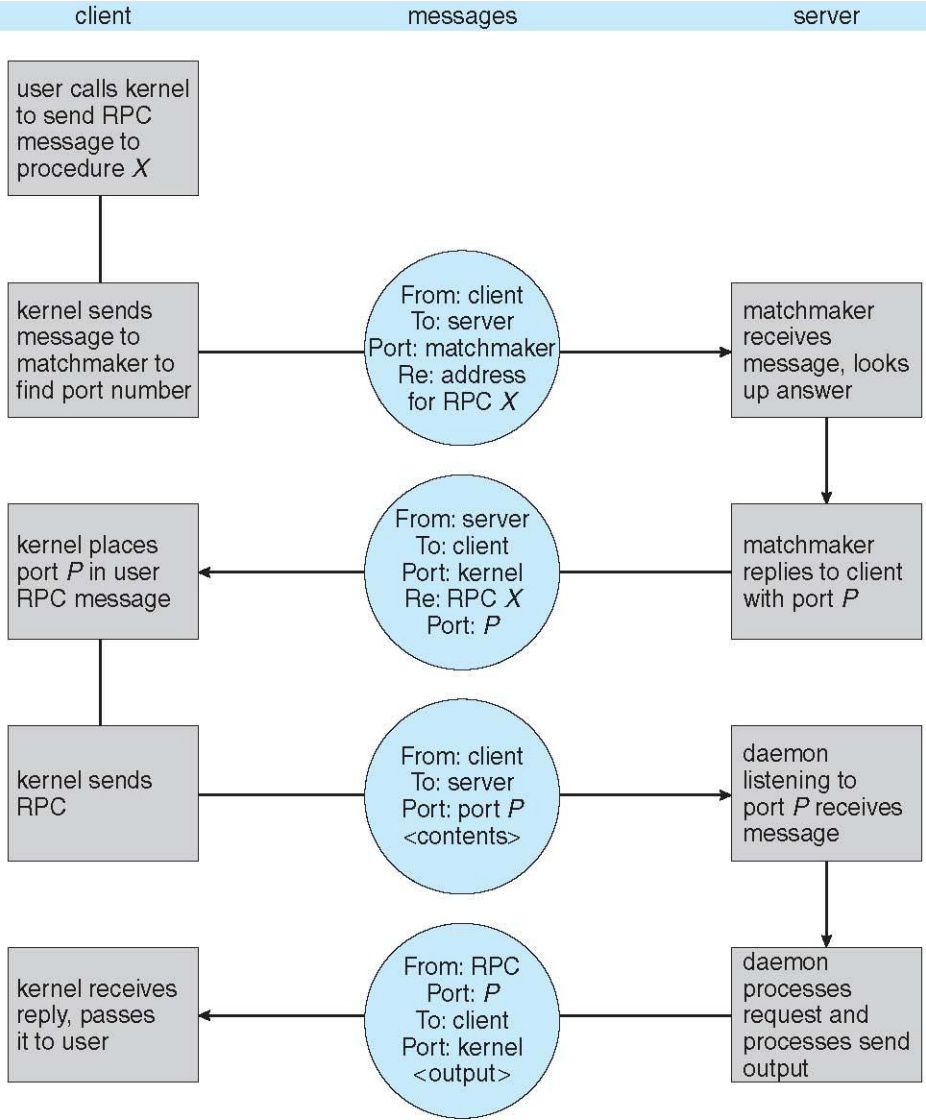 client
messages
server
user calls kernel
to send RPC
message to
procedure X
kernel sends
message to
matchmaker to
find port number
From: client
To: server
Port: matchmaker
Re: address
for RPC X
matchmaker
receives
message, looks
up answer
kernel places
port P in user
RPC message
From: server
To: client
Port: kernel
Re: RPC X
Port: P
matchmaker
replies to client
with port P
kernel sends
RPC
From: client
To: server
Port: port P
<contents>
daemon
listening to
port P receives
message
kernel receives
reply, passes
it to user
From: RPC
Port: P
To: client
Port: kernel
<output>
daemon
processes
request and
processes send
output